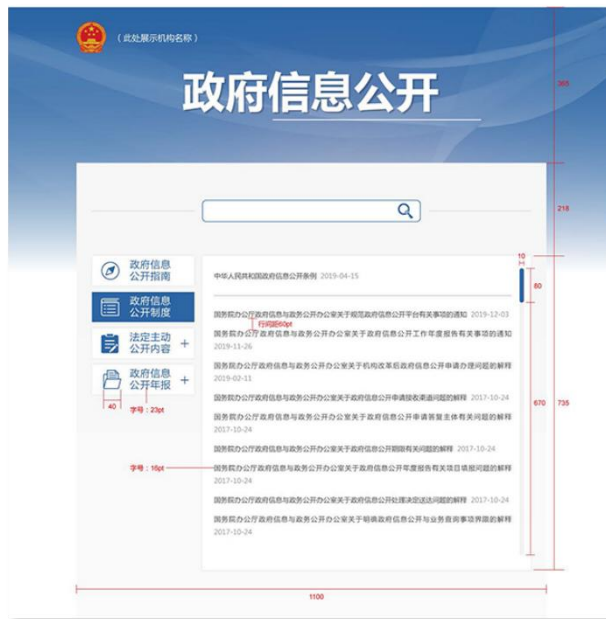 （此处展示机构名称）
政府信息公开
365
218
10
政府信息
公开指南
中华人民共和国政府信息公开条例 2019-04-15
60
政府信息
公开制度
国务院办公厅政府信息与政务公开办公室关于规范政府信息公开平台有关事项的通知 2019-12-03
行间距60pt
国务院办公厅政府信息与政务公开办公室关于政府信息公开工作年度报告有关事项的通知
2019-11-26
法定主动
公开内容 +
国务院办公厅政府信息与政务公开办公室关于机构改革后政府信息公开申请办理问题的解释
2019-02-11
政府信息
公开年报 +
国务院办公厅政府信息与政务公开办公室关于政府信息公开申请接收渠道问题的解释 2017-10-24
40
字号：23pt
670
735
国务院办公厅政府信息与政务公开办公室关于政府信息公开申请答复主体有关问题的解释
2017-10-24
国务院办公厅政府信息与政务公开办公室关于政府信息公开期限有关问题的解释 2017-10-24
字号：16pt
国务院办公厅政府信息与政务公开办公室关于政府信息公开年度报告有关项目填报问题的解释
2017-10-24
国务院办公厅政府信息与政务公开办公室关于政府信息公开处理决定送达问题的解释 2017-10-24
国务院办公厅政府信息与政务公开办公室关于明确政府信息公开与业务查询事项界限的解释
2017-10-24
1100